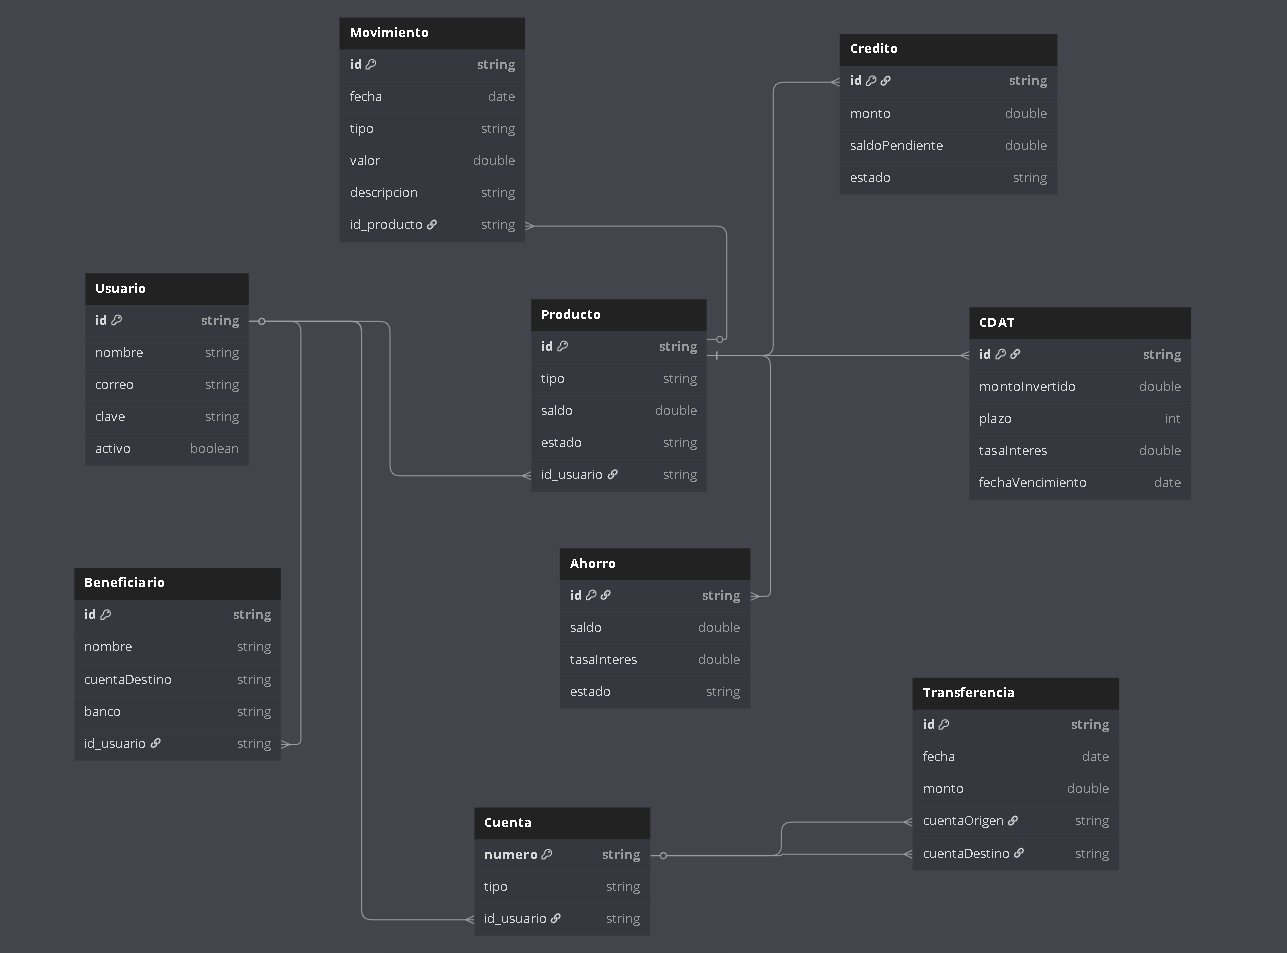 Movimiento
id string
fecha date
tipo string
valor double
descripcion string
id_producto string
Credito
id string
monto double
saldoPendiente double
estado string
Usuario
id string
nombre string
correo string
clave string
activo boolean
Producto
id string
tipo string
saldo double
estado string
id_usuario string
CDAT
id string
montoInvertido double
plazo int
tasaInteres double
fechaVencimiento date
Beneficiario
id string
nombre string
cuentaDestino string
banco string
id_usuario string
Ahorro
id string
saldo double
tasaInteres double
estado string
Transferencia
id string
fecha date
monto double
cuentaOrigen string
cuentaDestino string
Cuenta
numero string
tipo string
id_usuario string